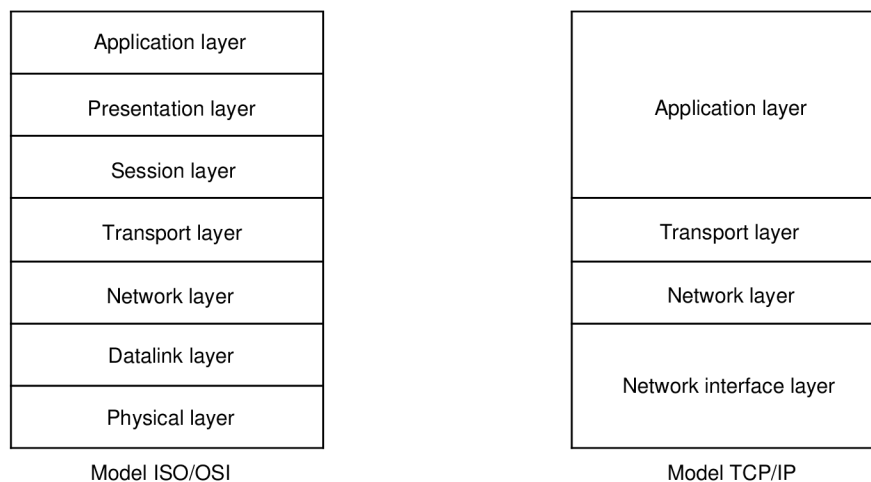 Application layer
Presentation layer
Session layer
Transport layer
Network layer
Datalink layer
Physical layer
Model ISO/OSI
Application layer
Transport layer
Network layer
Network interface layer
Model TCP/IP